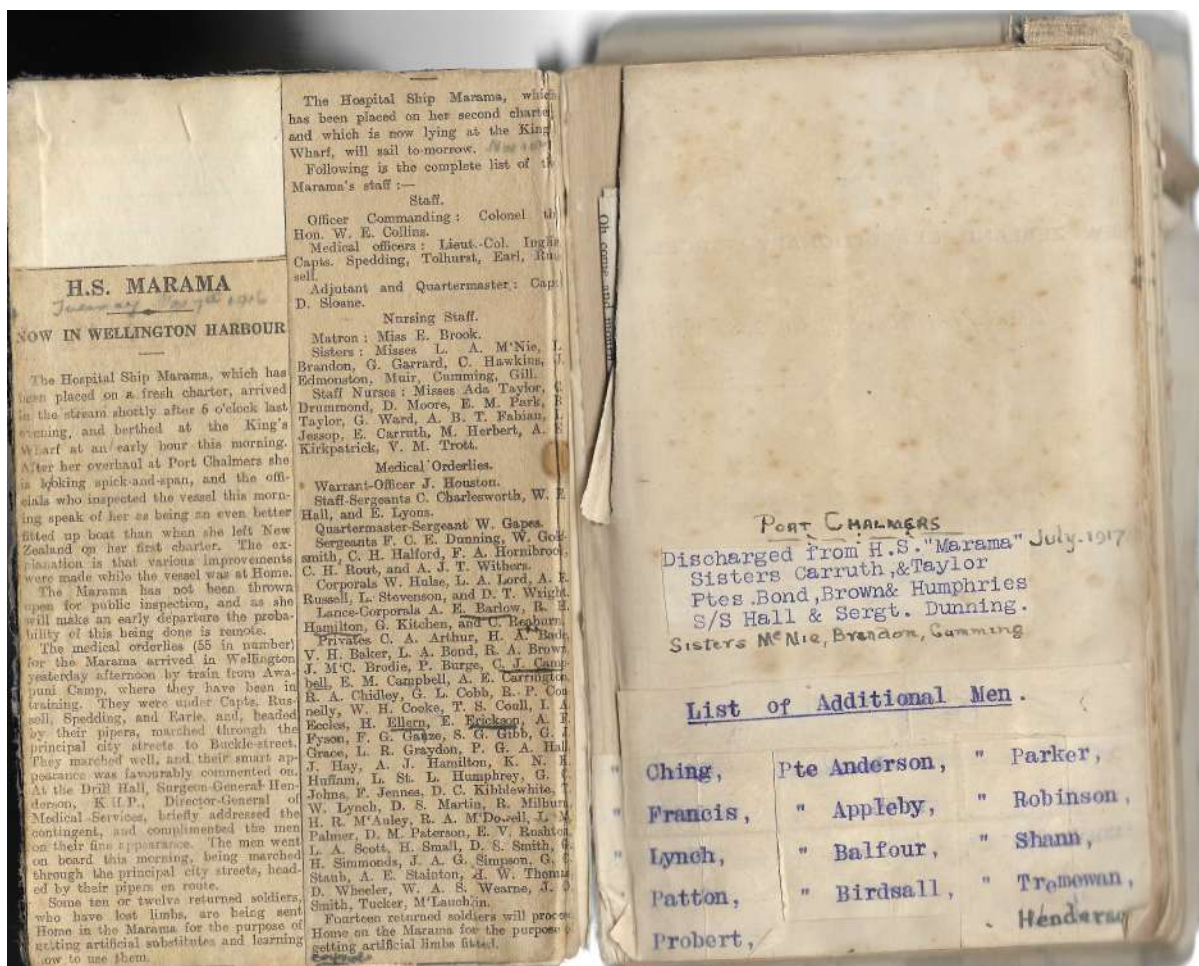 H.S. MARAMA
1916
NOW IN WELLINGTON HARBOUR
The Hospital Ship Marama, which has
been placed on a fresh charter, arrived
in the stream shortly after 6 o'clock last
evening, and berthed at the King's
Wharf at an early hour this morning.
After her overhaul at Port Chalmers she
is looking spick-and-span, and the offi-
cials who inspected the vessel this morn-
ing speak of her as being an even better
fitted up boat than when she left New
Zealand on her first charter. The ex-
planation is that various improvements
were made while the vessel was at Home.
The Marama has not been thrown
open for public inspection, and as she
will make an early departure the proba-
bility of this being done is remote.
The medical orderlies (55 in number)
for the Marama arrived in Wellington
yesterday afternoon by train from Awa-
puni Camp, where they have been in
training. They were under Capts. Rus-
sell, Spedding, and Earle, and, headed
by their pipers, marched through the
principal city streets to Buckle-street.
They marched well, and their smart ap-
pearance was favourably commented on.
At the Drill Hall, Surgeon-General Hen-
derson, K.H.P., Director-General of
Medical Services, briefly addressed the
contingent, and complimented the men
on their fine appearance. The men went
on board this morning, being marched
through the principal city streets, head-
ed by their pipers en route.
Some ten or twelve returned soldiers,
who have lost limbs, are being sent
Home in the Marama for the purpose of
getting artificial substitutes and learning
how to use them.
The Hospital Ship Marama, which
has been placed on her second charter
and which is now lying at the King
Wharf, will sail to-morrow.
Following is the complete list of
Marama's staff :—
Staff.
Officer Commanding : Colonel
Hon. W. E. Collins.
Medical officers : Lieut.-Col. Inglis
Capts. Spedding, Tolhurst, Earl, Rus-
sell.
Adjutant and Quartermaster : Capt
D. Sloane.
Nursing Staff.
Matron : Miss E. Brook.
Sisters : Misses L. A. M'Nie, L
Brandon, G. Garrard, C. Hawkins, J.
Edmonston, Muir, Cumming, Gill.
Staff Nurses : Misses Ada Taylor,
Drummond, D. Moore, E. M. Park,
Taylor, G. Ward, A. B. T. Fabian,
Jessop, E. Carruth, M. Herbert, A.
Kirkpatrick, V. M. Trott.
Medical Orderlies.
Warrant-Officer J. Houston.
Staff-Sergeants C. Charlesworth, W. E
Hall, and E. Lyons.
Quartermaster-Sergeant W. Gapes.
Sergeants F. C. E. Dunning, W. Gold-
smith, C. H. Halford, F. A. Hornibrook,
C. H. Rout, and A. J. T. Withers.
Corporals W. Hulse, L. A. Lord, A. E.
Russell, L. Stevenson, and D. T. Wright.
Lance-Corporals A. E. Barlow, R. H.
Hamilton, G. Kitchen, and C. Reaburn.
Privates C. A. Arthur, H. A. Bade,
V. H. Baker, L. A. Bond, R. A. Brown,
J. M'C. Brodie, P. Burge, C. J. Camp-
bell, E. M. Campbell, A. E. Carrington,
R. A. Chidley, G. L. Cobb, R. P. Con-
nelly, W. H. Cooke, T. S. Coull, I. A.
Eccles, H. Ellern, E. Erickson, A. F.
Fyson, F. G. Gauze, S. G. Gibb, G. J.
Grace, L. R. Graydon, P. G. A. Hall,
J. Hay, A. J. Hamilton, K. N. H.
Huffam, L. St. L. Humphrey, G.
Johns, F. Jennes, D. C. Kibblewhite,
W. Lynch, D. S. Martin, R. Milburn,
H. R. M'Auley, R. A. M'Dowell, L. M.
Palmer, D. M. Paterson, E. V. Rushton,
L. A. Scott, H. Small, D. S. Smith,
H. Simmonds, J. A. G. Simpson, G.
Staub, A. E. Stainton, J. W. Thomas
D. Wheeler, W. A. S. Wearne, J.
Smith, Tucker, M'Lauchlin.
Fourteen returned soldiers will proceed
Home on the Marama for the purpose
getting artificial limbs fitted.
Oh come and mourn
PORT CHALMERS
Discharged from H.S."Marama" July. 1917
Sisters Carruth,&Taylor
Ptes.Bond,Brown& Humphries
S/S Hall & Sergt. Dunning.
Sisters McNie, Brandon, Cumming
List of Additional Men.
" Ching, Pte Anderson, " Parker,
" Francis, " Appleby, " Robinson,
" Lynch, " Balfour, " Shann,
" Patton, " Birdsall, " Tremewan,
Probert, Henderson